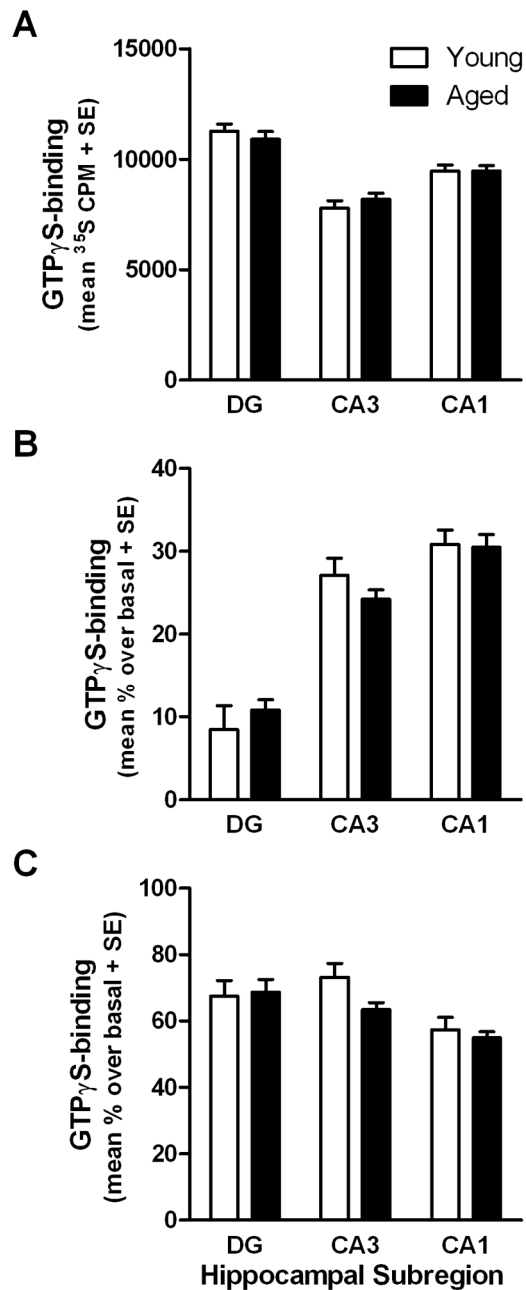 A
15000
10000
5000
0
GTPγS-binding
(mean ³⁵S CPM + SE)
Young
Aged
DG CA3 CA1
B
40
30
20
10
0
GTPγS-binding
(mean % over basal + SE)
DG CA3 CA1
C
100
80
60
40
20
0
GTPγS-binding
(mean % over basal + SE)
DG CA3 CA1
Hippocampal Subregion